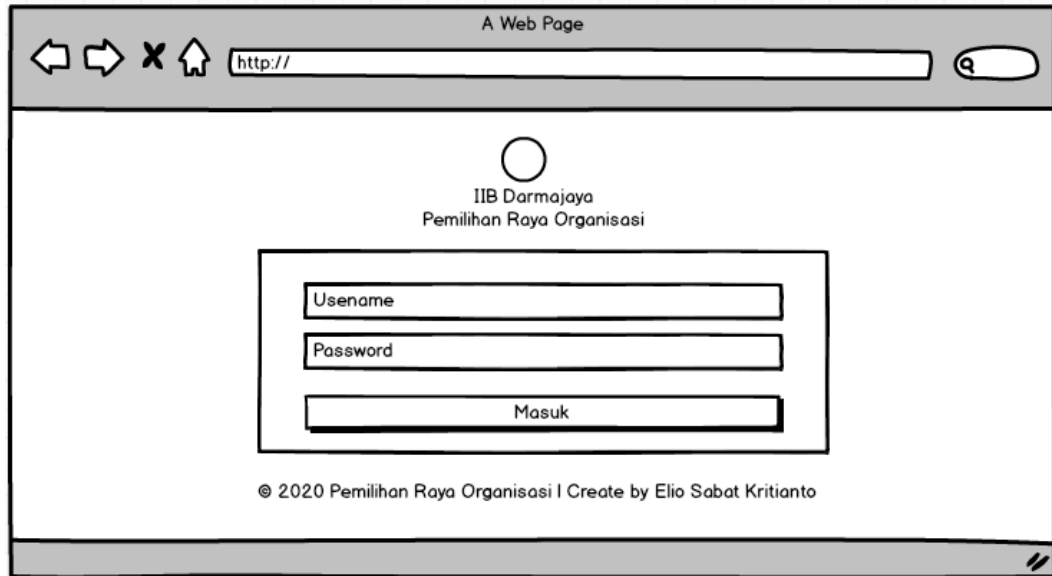 A Web Page
http://
IIB Darmajaya
Pemilihan Raya Organisasi
Usename
Password
Masuk
© 2020 Pemilihan Raya Organisasi | Create by Elio Sabat Kritianto